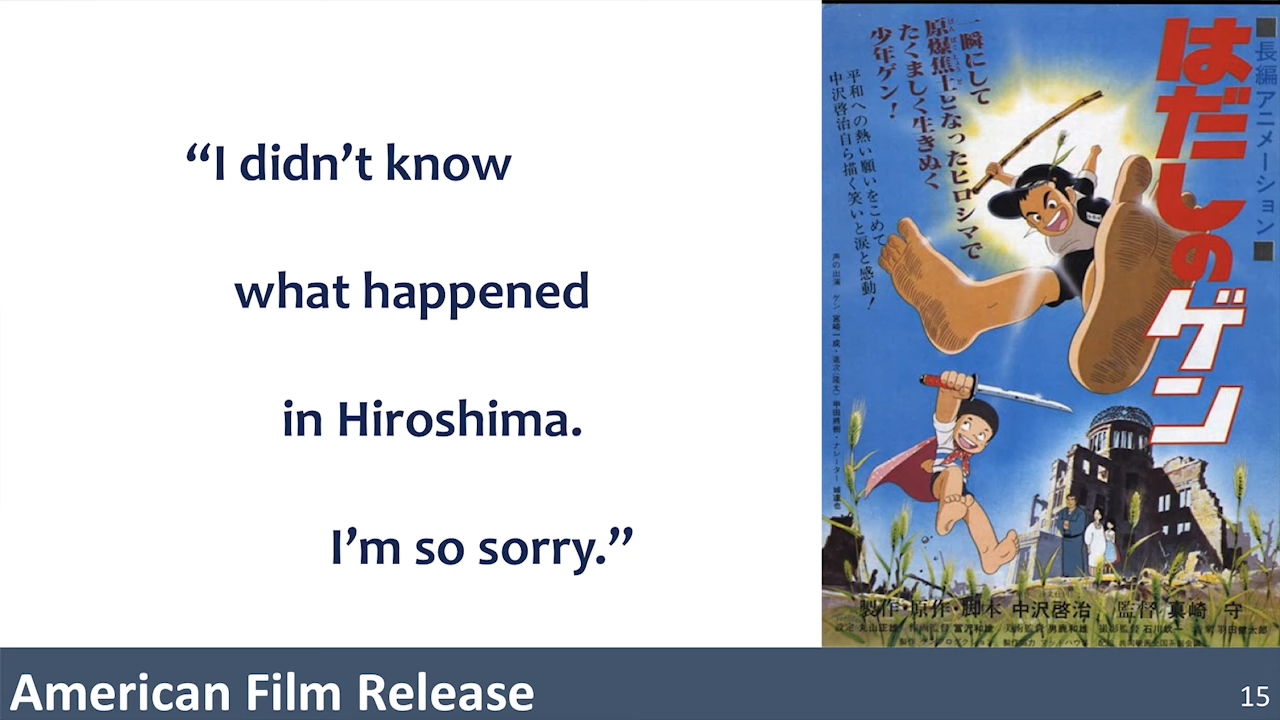 “I didn’t know
what happened
in Hiroshima.
I’m so sorry.”
長編アニメーション
はだしのゲン
一瞬にして
原爆焦土となったヒロシマで
たくましく生きぬく
少年ゲン!
平和への熱い願いをこめて
中沢啓治自ら描く笑いと涙と感動!
製作・原作・脚本 中沢啓治 監督 真崎 守
American Film Release
15